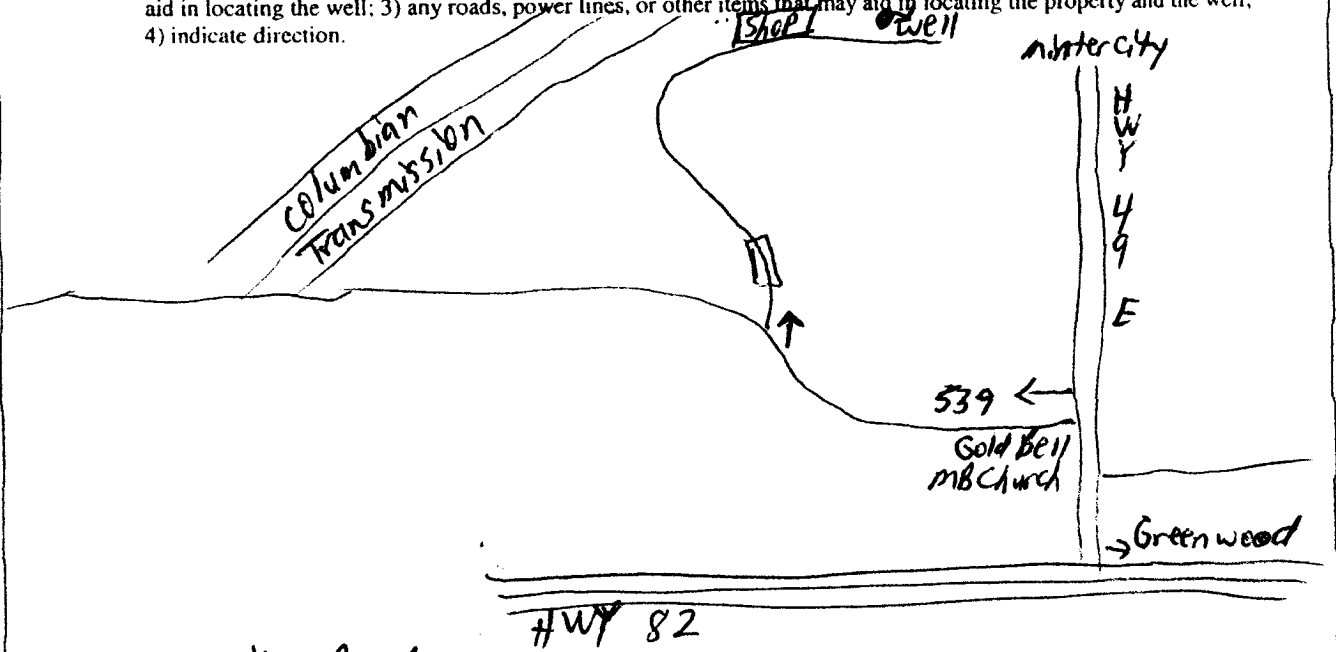 aid in locating the well; 3) any roads, power lines, or other items that may aid in locating the property and the well;
4) indicate direction.
Shop
well
minter city
HWY 49 E
Columbian
Transmission
539
Gold Bell
MB Church
Greenwood
HWY 82